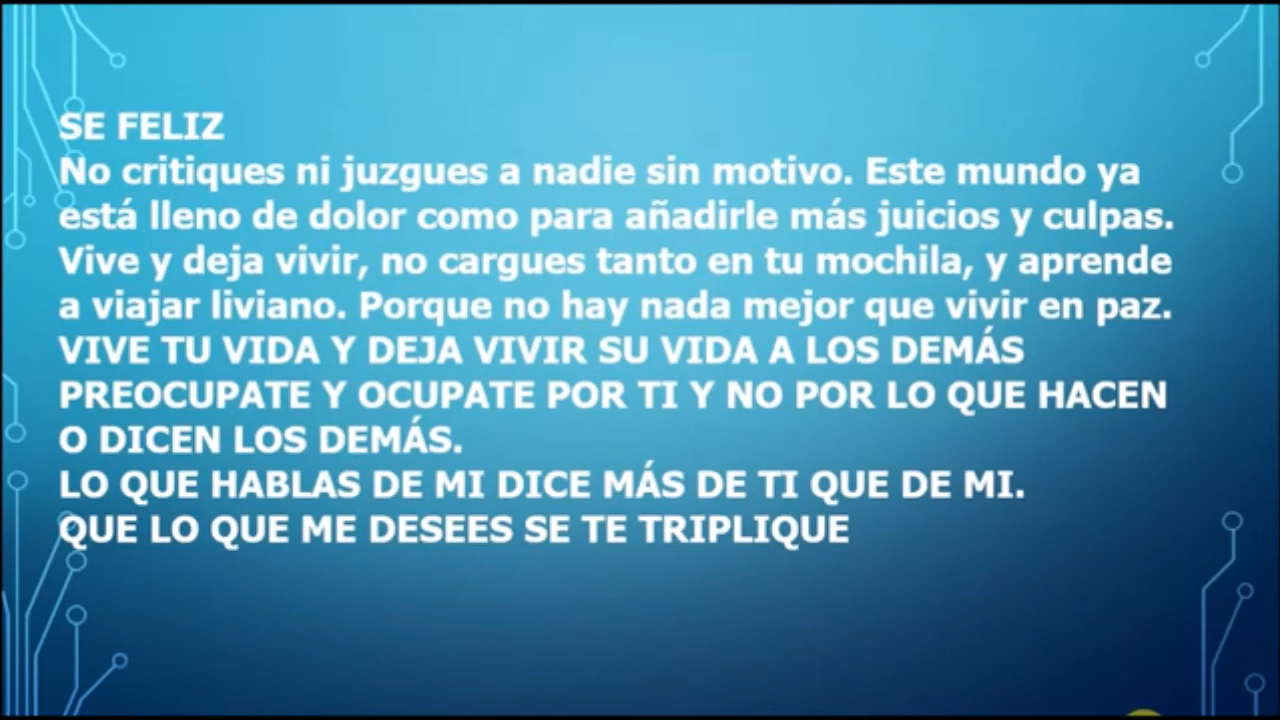 SE FELIZ
No critiques ni juzgues a nadie sin motivo. Este mundo ya
está lleno de dolor como para añadirle más juicios y culpas.
Vive y deja vivir, no cargues tanto en tu mochila, y aprende
a viajar liviano. Porque no hay nada mejor que vivir en paz.
VIVE TU VIDA Y DEJA VIVIR SU VIDA A LOS DEMÁS
PREOCUPATE Y OCUPATE POR TI Y NO POR LO QUE HACEN
O DICEN LOS DEMÁS.
LO QUE HABLAS DE MI DICE MÁS DE TI QUE DE MI.
QUE LO QUE ME DESEES SE TE TRIPLIQUE